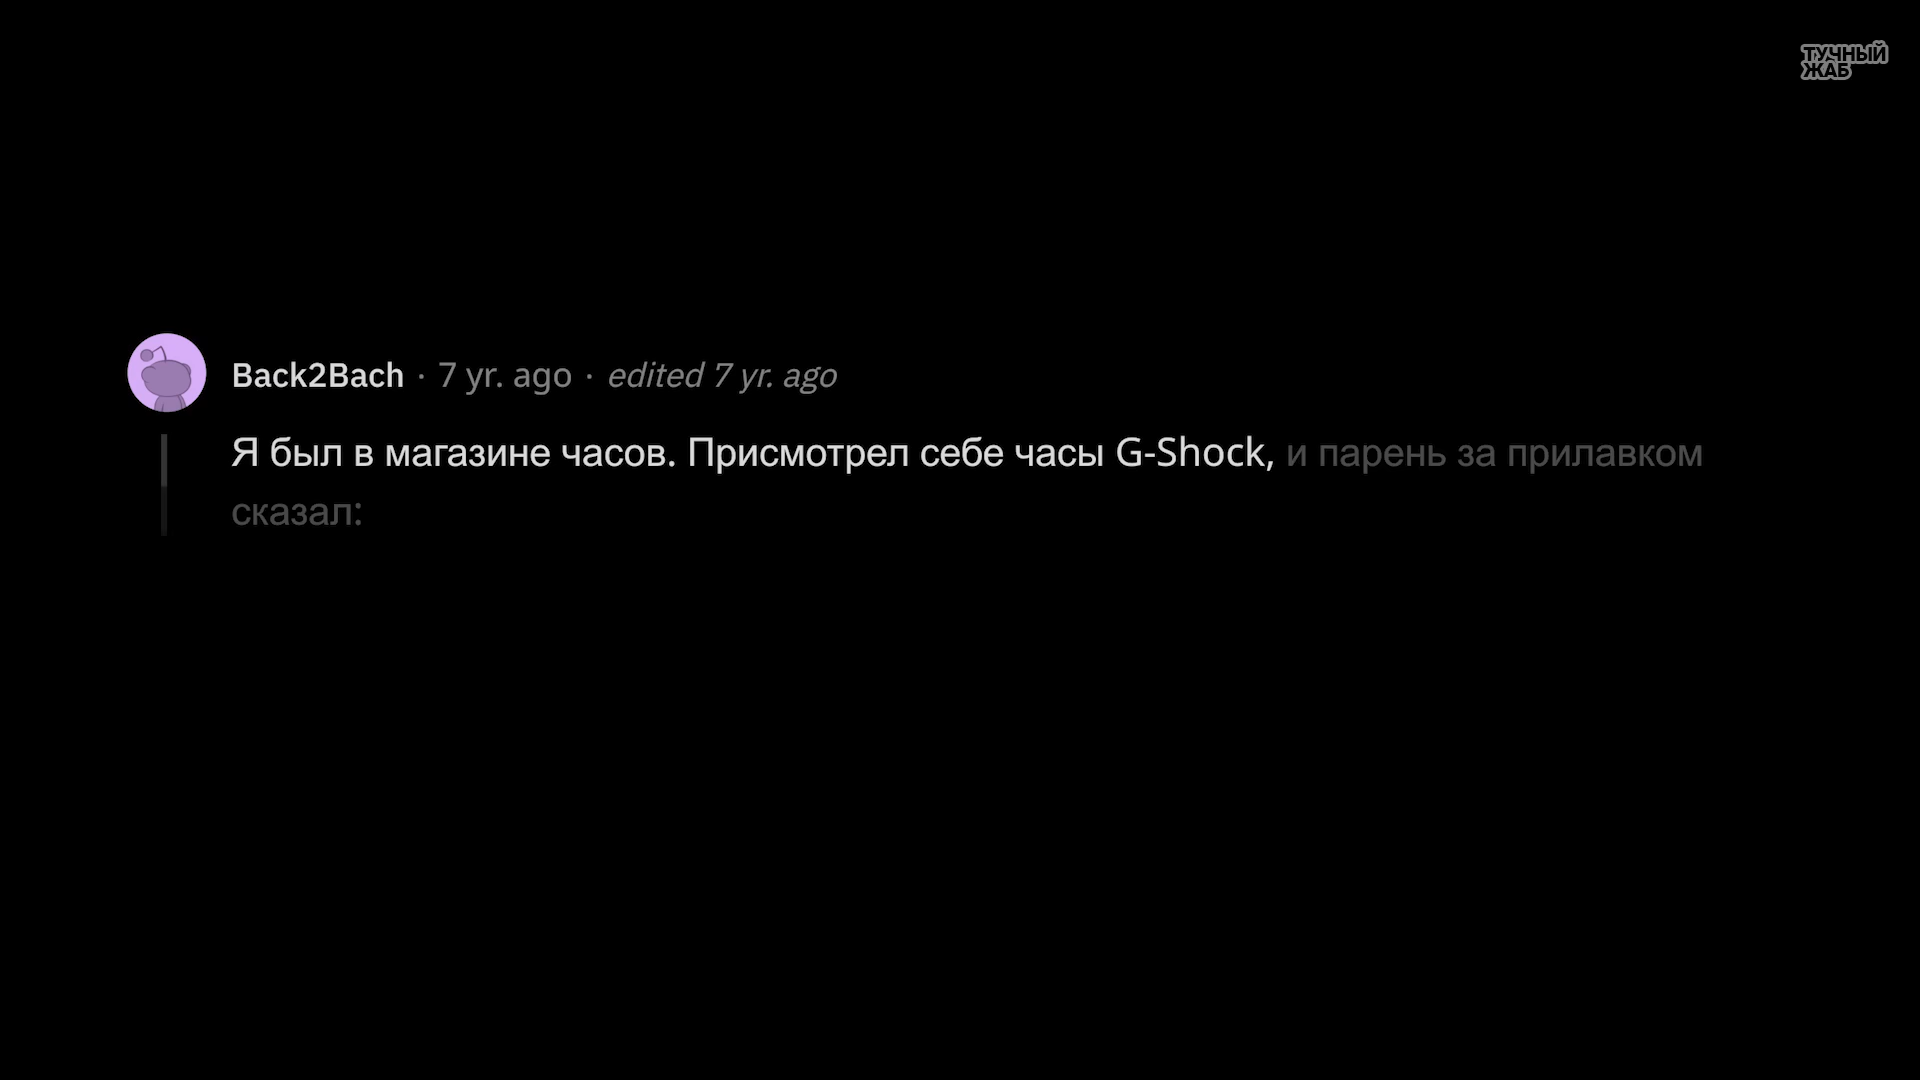 ТУЧНЫЙ
ЖАБ
Back2Bach · 7 yr. ago · edited 7 yr. ago
Я был в магазине часов. Присмотрел себе часы G-Shock, и парень за прилавком
сказал: